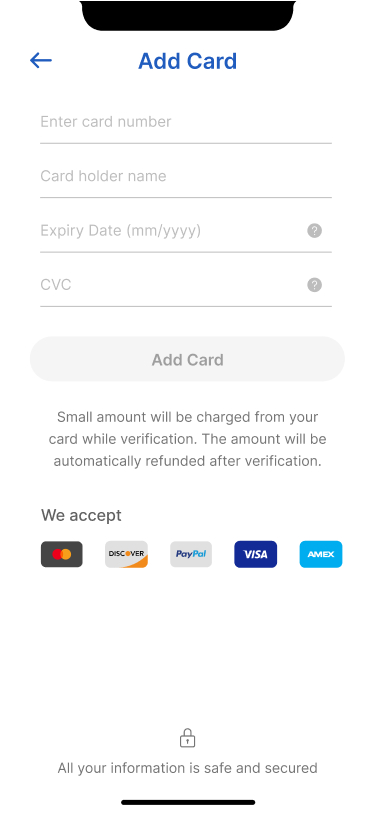 Add Card
Enter card number
Card holder name
Expiry Date (mm/yyyy)
?
CVC
?
Add Card
Small amount will be charged from your
card while verification. The amount will be
automatically refunded after verification.
We accept
DISCOVER PayPal VISA AMEX
All your information is safe and secured